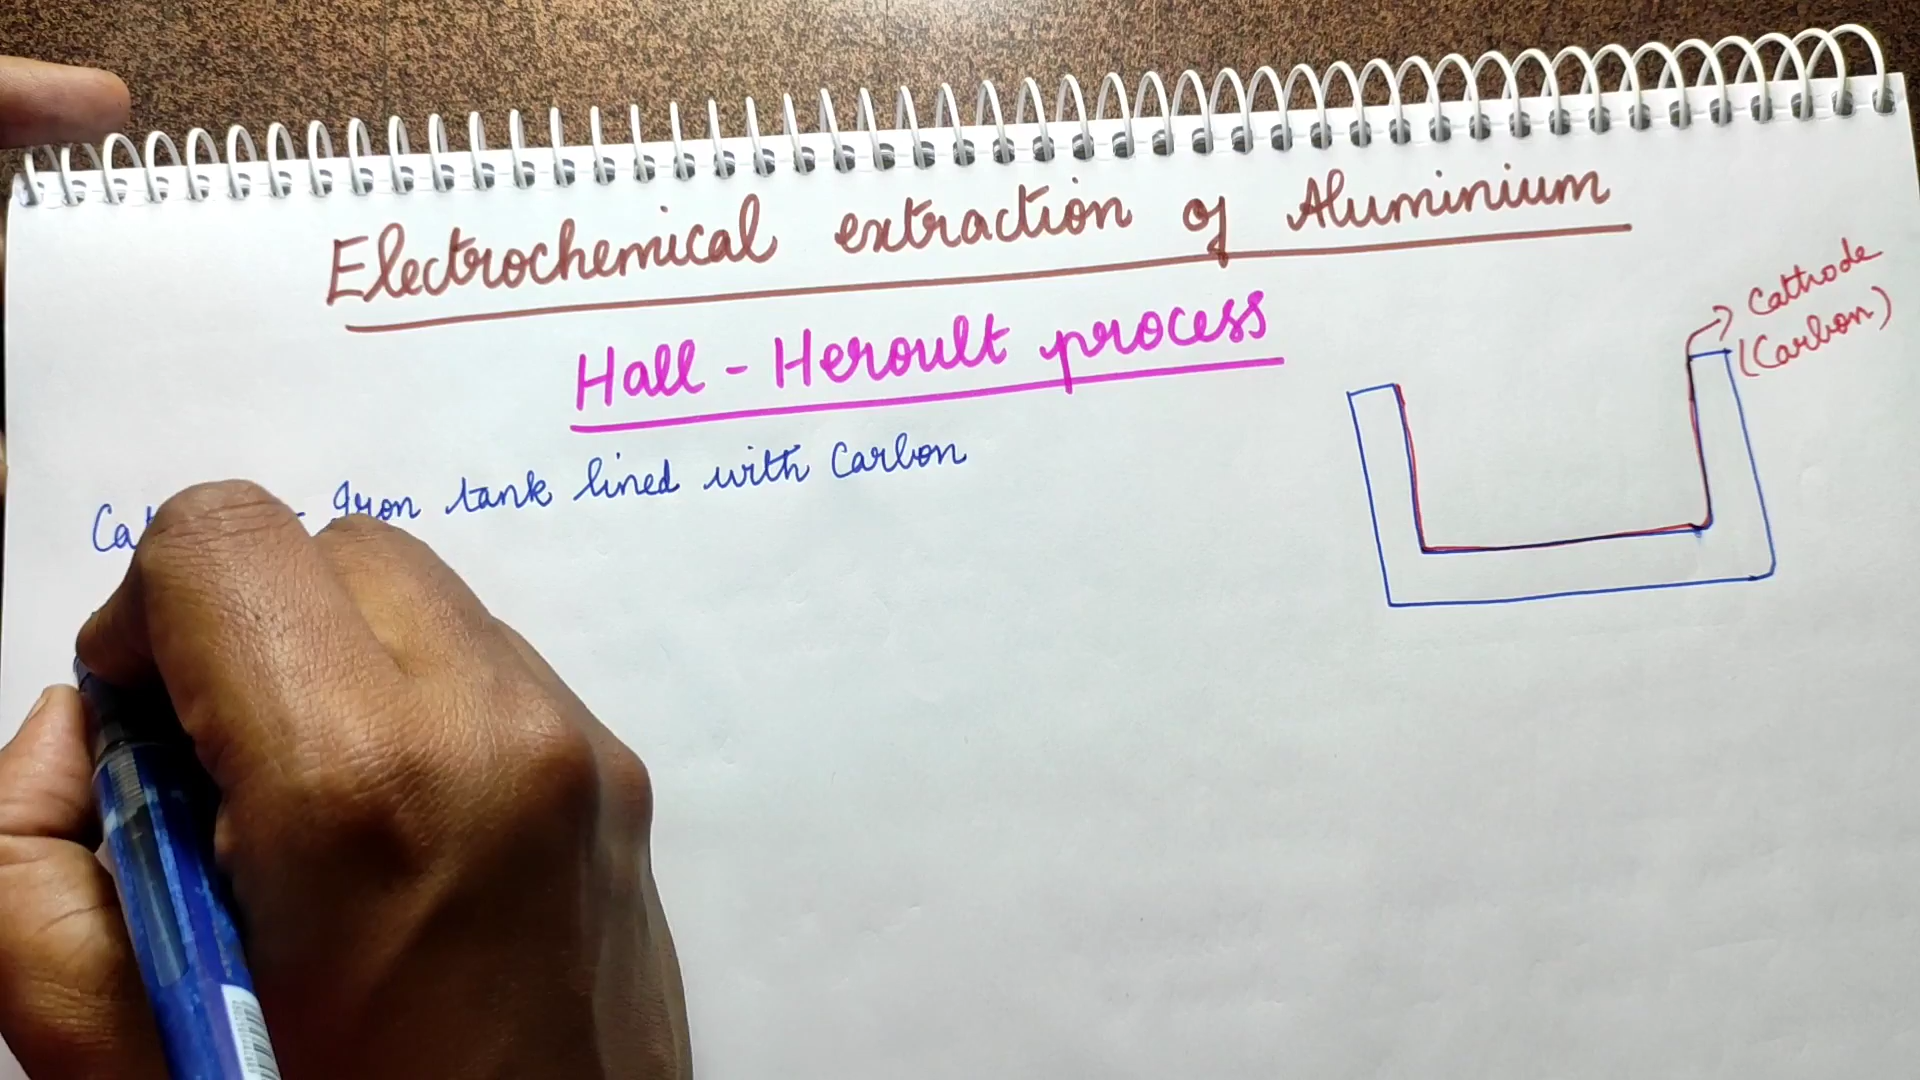 Electrochemical extraction of Aluminium
Hall - Heroult process
Cathode
(Carbon)
- Iron tank lined with Carbon